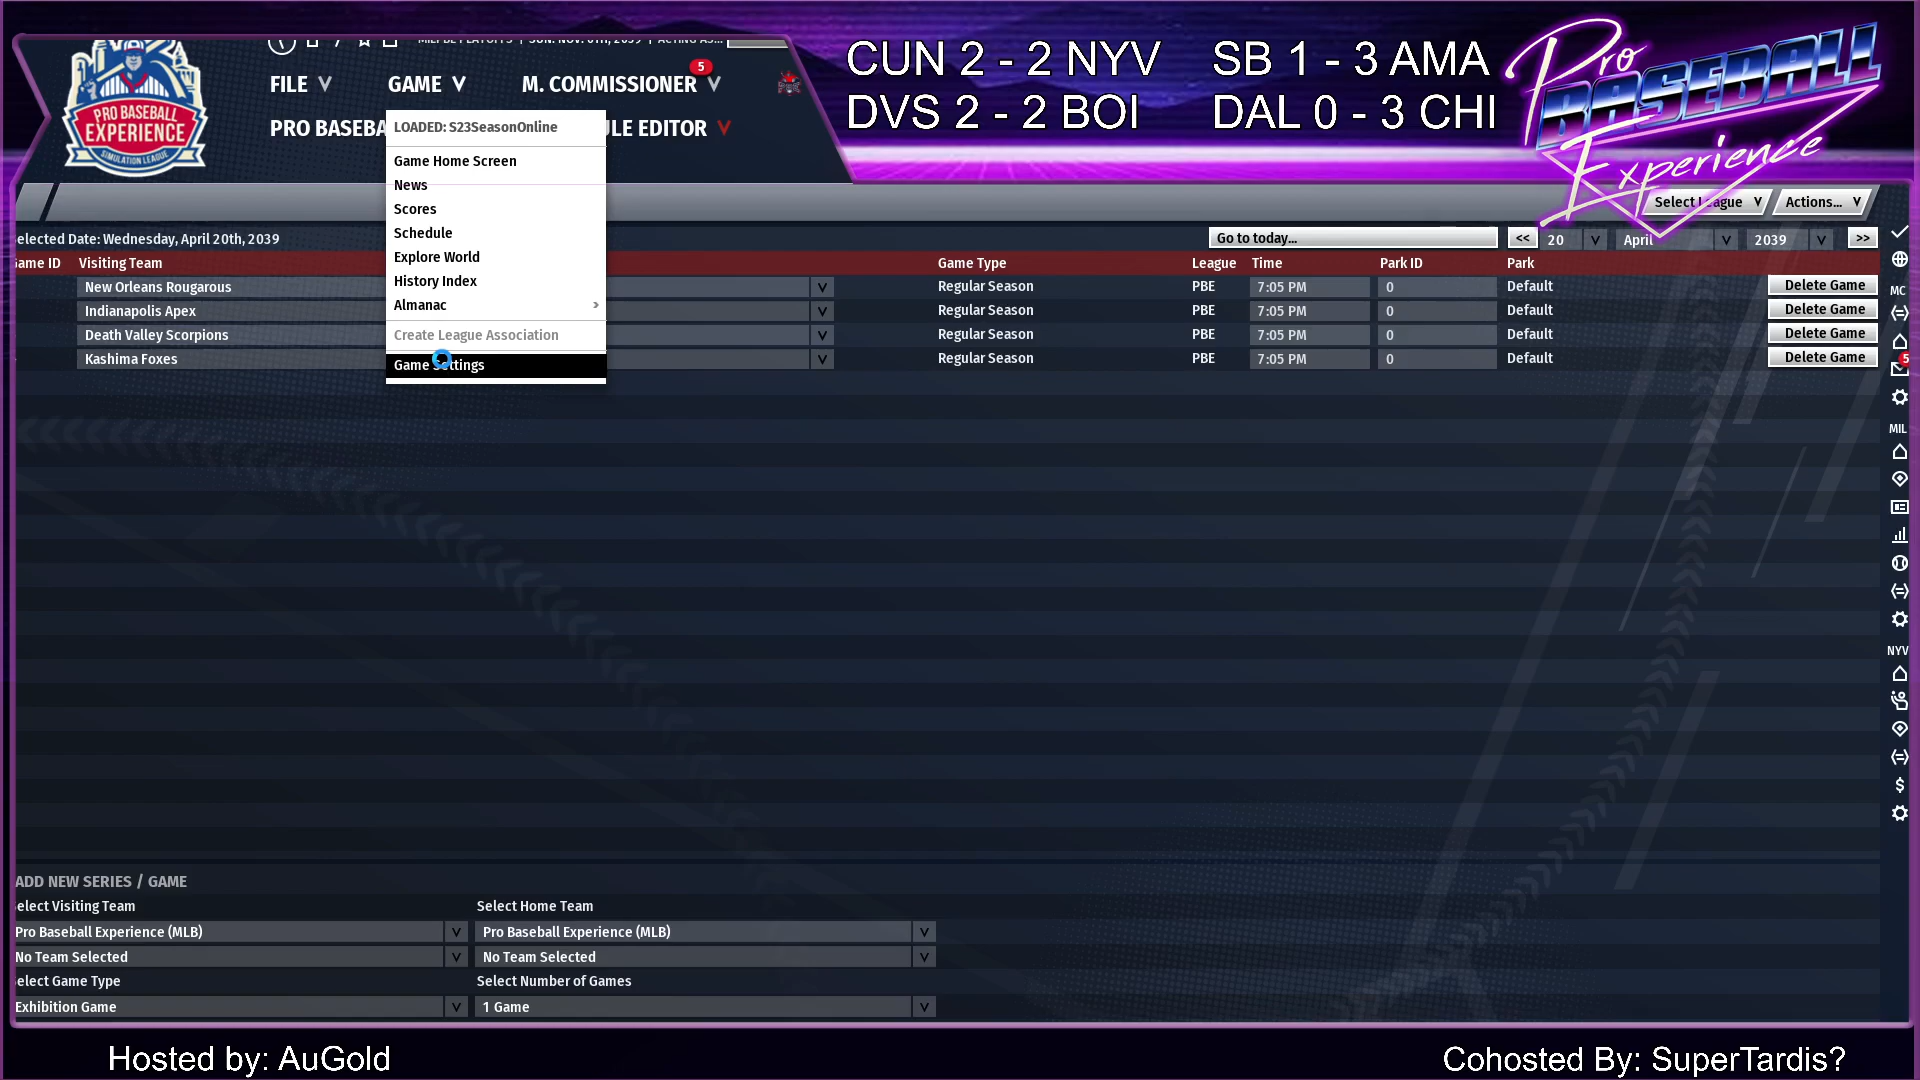 CUN 2 - 2 NYV SB 1 - 3 AMA
DVS 2 - 2 BOI DAL 0 - 3 CHI
Pro BASEBALL Experience
PRO BASEBALL
EXPERIENCE
SIMULATION LEAGUE
5
FILE GAME M. COMMISSIONER
PRO BASEBA LE EDITOR
LOADED: S23SeasonOnline
Game Home Screen
News
Scores
Schedule
Explore World
History Index
Almanac
Create League Association
Game Settings
Select League Actions...
elected Date: Wednesday, April 20th, 2039 Go to today... << 20 April 2039 >>
ame ID Visiting Team Game Type League Time Park ID Park
New Orleans Rougarous Regular Season PBE 7:05 PM 0 Default Delete Game
Indianapolis Apex Regular Season PBE 7:05 PM 0 Default Delete Game
Death Valley Scorpions Regular Season PBE 7:05 PM 0 Default Delete Game
Kashima Foxes Regular Season PBE 7:05 PM 0 Default Delete Game
MC
5
MIL
NYV
$
ADD NEW SERIES / GAME
elect Visiting Team Select Home Team
Pro Baseball Experience (MLB) Pro Baseball Experience (MLB)
No Team Selected No Team Selected
elect Game Type Select Number of Games
Exhibition Game 1 Game
Hosted by: AuGold Cohosted By: SuperTardis?